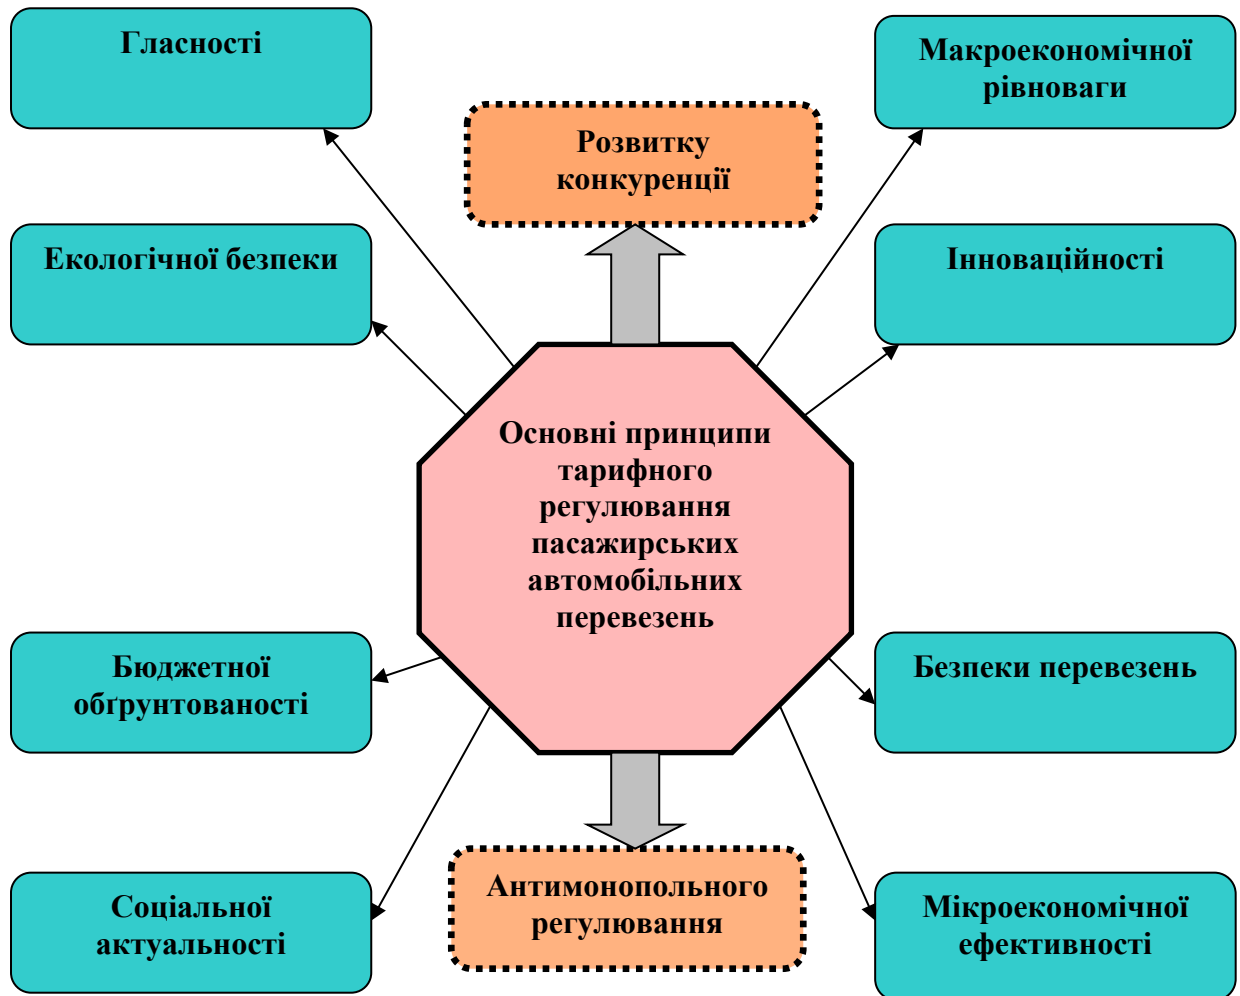 Гласності
Макроекономічної
рівноваги
Розвитку
конкуренції
Екологічної безпеки
Інноваційності
Основні принципи
тарифного
регулювання
пасажирських
автомобільних
перевезень
Бюджетної
обґрунтованості
Безпеки перевезень
Соціальної
актуальності
Антимонопольного
регулювання
Мікроекономічної
ефективності